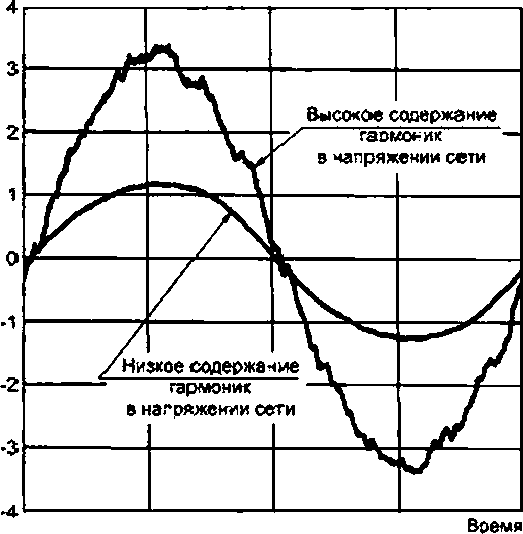 4
3
2
1
0
-1
-2
-3
-4
Высокое содержание
гармоник
в напряжении сети
Низкое содержание
гармоник
в напряжении сети
Время